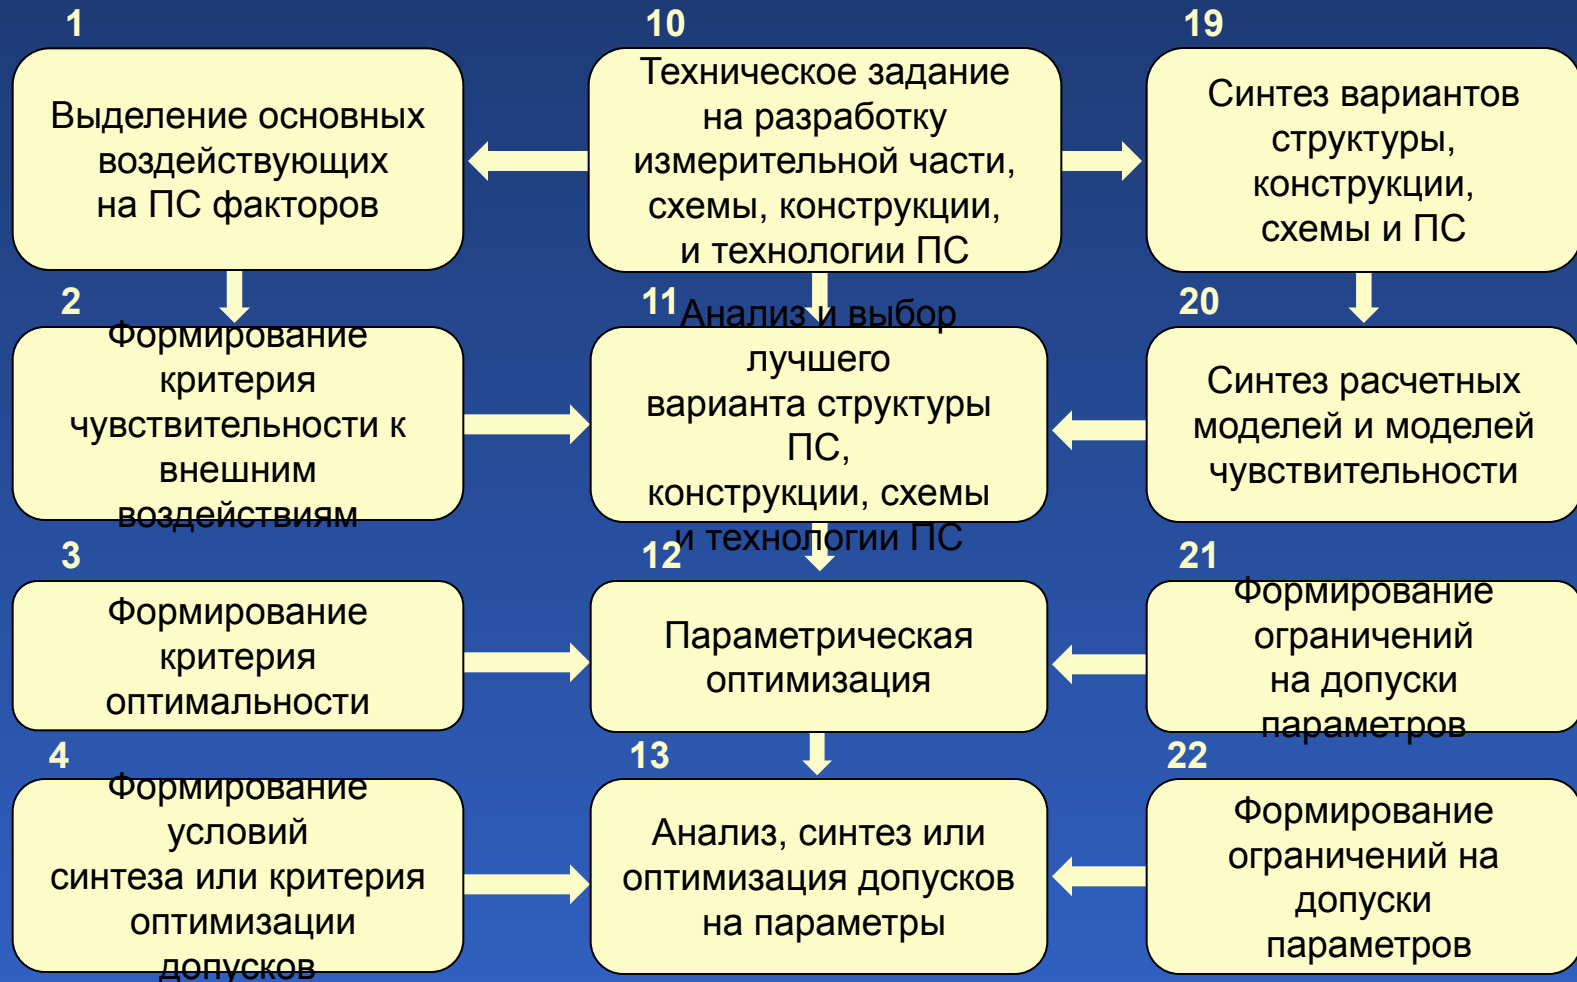 1
Выделение основных
воздействующих
на ПС факторов
10
Техническое задание
на разработку
измерительной части,
схемы, конструкции,
и технологии ПС
19
Синтез вариантов
структуры,
конструкции,
схемы и ПС
2
Формирование
критерия
чувствительности к
внешним
воздействиям
11
Анализ и выбор
лучшего
варианта структуры
ПС,
конструкции, схемы
и технологии ПС
20
Синтез расчетных
моделей и моделей
чувствительности
3
Формирование
критерия
оптимальности
12
Параметрическая
оптимизация
21
Формирование
ограничений
на допуски
параметров
4
Формирование
условий
синтеза или критерия
оптимизации
допусков
13
Анализ, синтез или
оптимизация допусков
на параметры
22
Формирование
ограничений на
допуски
параметров